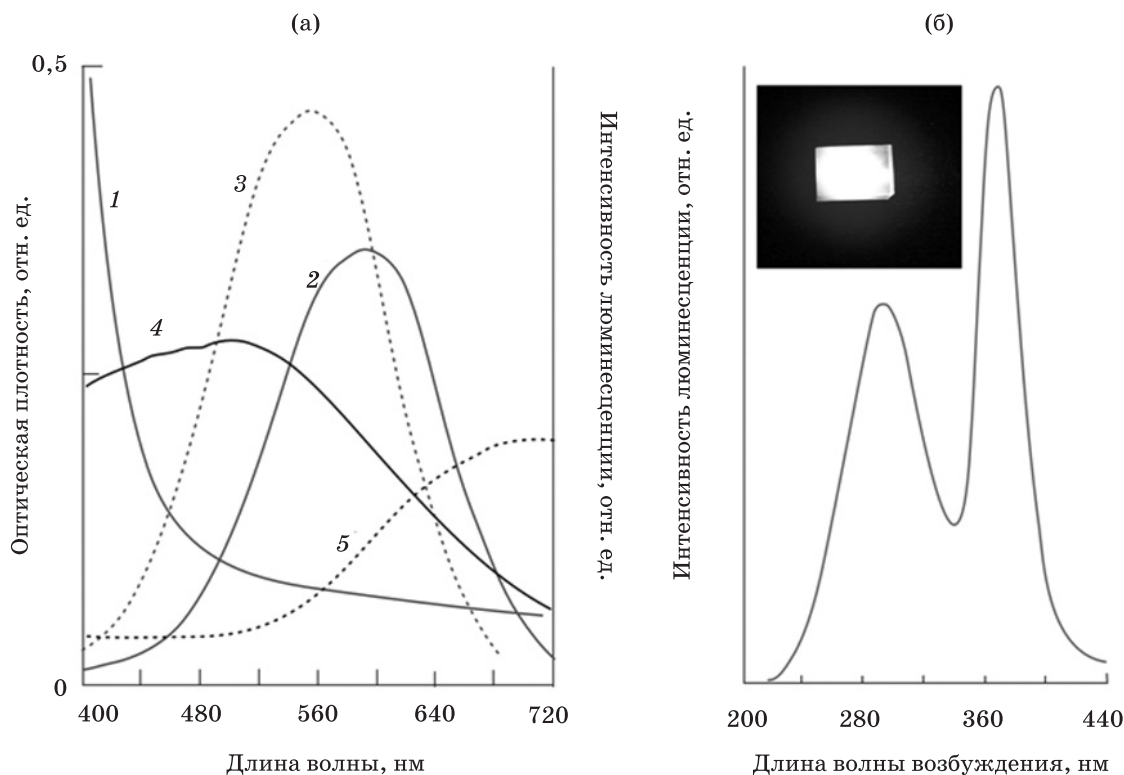 (а)
(б)
0,5
0
1
2
3
4
5
Оптическая плотность, отн. ед.
Интенсивность люминесценции, отн. ед.
400 480 560 640 720
Длина волны, нм
Интенсивность люминесценции, отн. ед.
200 280 360 440
Длина волны возбуждения, нм